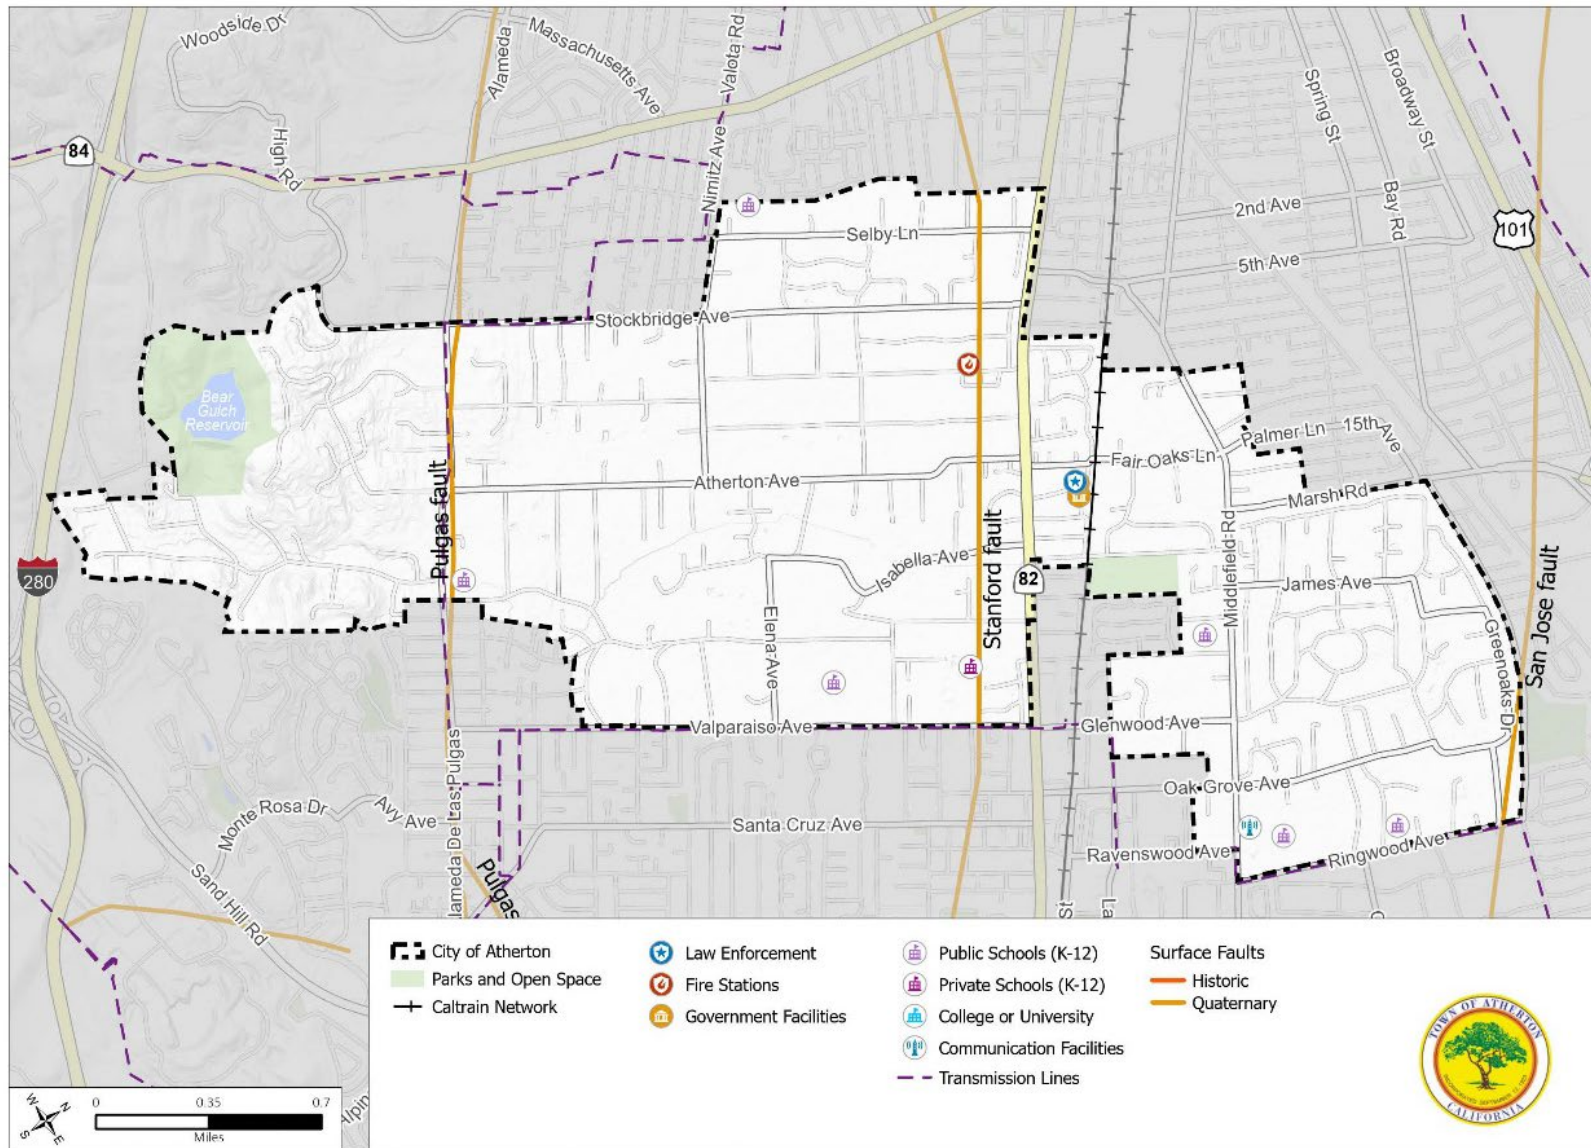 Woodside Dr
Alameda
Massachusetts Ave
Valota Rd
84
High Rd
Nimitz Ave
Spring St
Broadway St
Bay Rd
2nd Ave
101
5th Ave
Selby Ln
Stockbridge Ave
Bear
Gulch
Reservoir
Palmer Ln
15th Ave
Fair Oaks Ln
Atherton Ave
Marsh Rd
Pulgas fault
Stanford fault
Isabella Ave
Middlefield Rd
280
82
James Ave
San Jose fault
Elena Ave
Greenoaks Dr
Valparaiso Ave
Glenwood Ave
Alameda De Las Pulgas
Oak Grove Ave
Monte Rosa Dr
Avy Ave
Santa Cruz Ave
Ravenswood Ave
Ringwood Ave
Sand Hill Rd
Pulgas
St
La
Alpin
City of Atherton
Parks and Open Space
Caltrain Network
Law Enforcement
Fire Stations
Government Facilities
Public Schools (K-12)
Private Schools (K-12)
College or University
Communication Facilities
Transmission Lines
Surface Faults
Historic
Quaternary
TOWN OF ATHERTON
CALIFORNIA
N
W
S
E
0 0.35 0.7
Miles